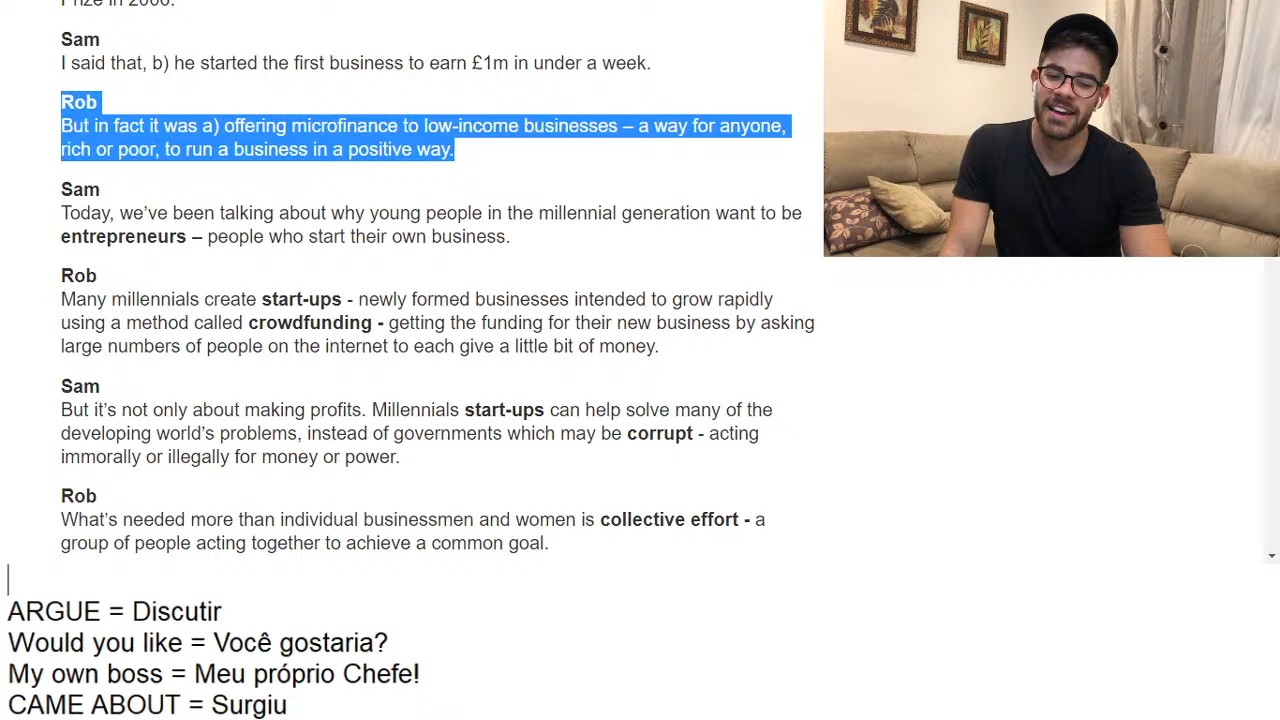 Prize in 2006.
Sam
I said that, b) he started the first business to earn £1m in under a week.
Rob
But in fact it was a) offering microfinance to low-income businesses – a way for anyone,
rich or poor, to run a business in a positive way.
Sam
Today, we’ve been talking about why young people in the millennial generation want to be
entrepreneurs – people who start their own business.
Rob
Many millennials create start-ups - newly formed businesses intended to grow rapidly
using a method called crowdfunding - getting the funding for their new business by asking
large numbers of people on the internet to each give a little bit of money.
Sam
But it’s not only about making profits. Millennials start-ups can help solve many of the
developing world’s problems, instead of governments which may be corrupt - acting
immorally or illegally for money or power.
Rob
What’s needed more than individual businessmen and women is collective effort - a
group of people acting together to achieve a common goal.
ARGUE = Discutir
Would you like = Você gostaria?
My own boss = Meu próprio Chefe!
CAME ABOUT = Surgiu